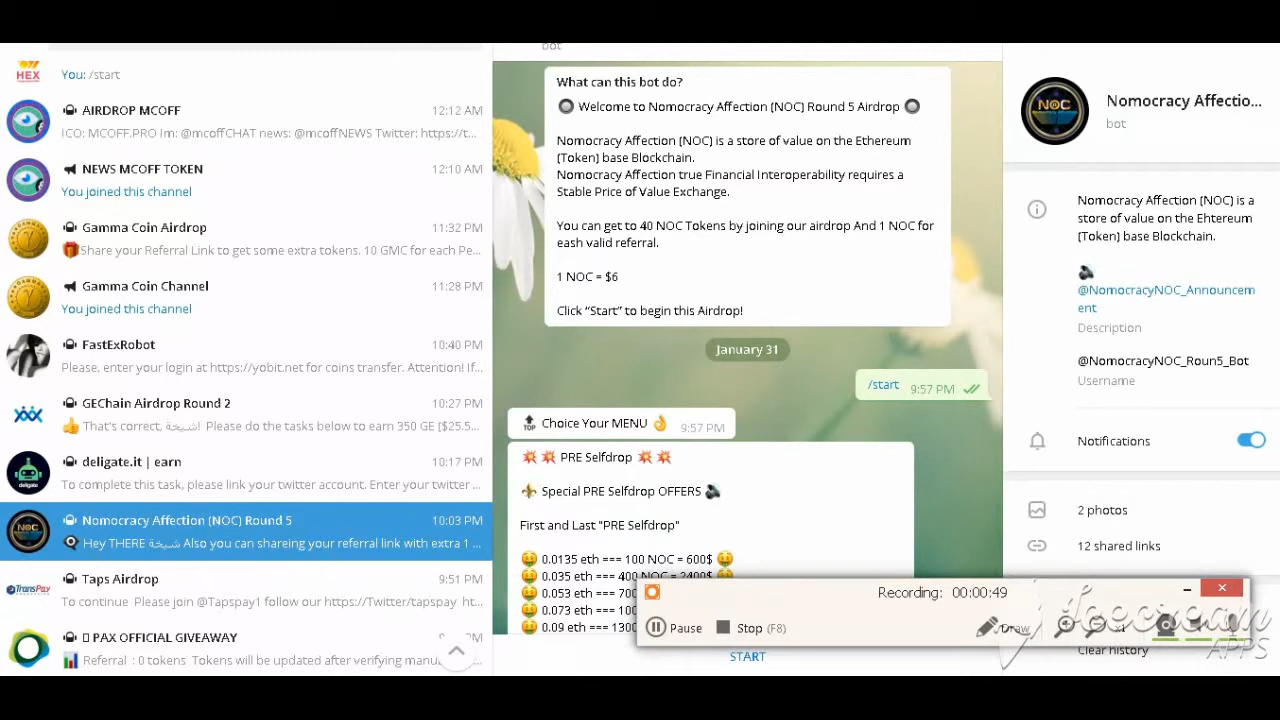 HEX
You: /start
AIRDROP MCOFF 12:12 AM
ICO: MCOFF.PRO Im: @mcoffCHAT news: @mcoffNEWS Twitter: https://t...
NEWS MCOFF TOKEN 12:10 AM
You joined this channel
Gamma Coin Airdrop 11:32 PM
🎁Share your Referral Link to get some extra tokens. 10 GMC for each Pe...
Gamma Coin Channel 11:28 PM
You joined this channel
FastExRobot 10:40 PM
Please, enter your login at https://yobit.net for coins transfer. Attention! If...
GEChain Airdrop Round 2 10:27 PM
👍 That's correct, شيخة! Please do the tasks below to earn 350 GE [$25.5...
deligate.it | earn 10:17 PM
To complete this task, please link your twitter account. Enter your twitter ...
deligate
Nomocracy Affection (NOC) Round 5 10:03 PM
Hey THERE شيخة Also you can shareing your referral link with extra 1 ...
NOC
Taps Airdrop 9:51 PM
To continue Please join @Tapspay1 follow our https://Twitter/tapspay ht...
TransPay
PAX OFFICIAL GIVEAWAY
📊 Referral : 0 tokens Tokens will be updated after verifying manu...
bot
What can this bot do?
🔘 Welcome to Nomocracy Affection (NOC) Round 5 Airdrop 🔘
Nomocracy Affection (NOC) is a store of value on the Ethereum
[Token] base Blockchain.
Nomocracy Affection true Financial Interoperability requires a
Stable Price of Value Exchange.
You can get to 40 NOC Tokens by joining our airdrop And 1 NOC for
eash valid referral.
1 NOC = $6
Click “Start” to begin this Airdrop!
January 31
/start 9:57 PM
🔝 Choice Your MENU 👌 9:57 PM
💥💥 PRE Selfdrop 💥💥
⚜️ Special PRE Selfdrop OFFERS 🔊
First and Last "PRE Selfdrop"
🤑 0.0135 eth === 100 NOC = 600$ 🤑
🤑 0.035 eth === 400 NOC = 2400$ 🤑
🤑 0.053 eth === 700
🤑 0.073 eth === 100
🤑 0.09 eth === 1300
START
NOC
Nomocracy Affectio...
bot
Nomocracy Affection (NOC) is a
store of value on the Ehtereum
[Token] base Blockchain.
🔊
@NomocracyNOC_Announcem
ent
Description
@NomocracyNOC_Roun5_Bot
Username
Notifications
2 photos
12 shared links
Recording: 00:00:49
Pause Stop (F8) Draw x1
Clear history
Icecream
APPS